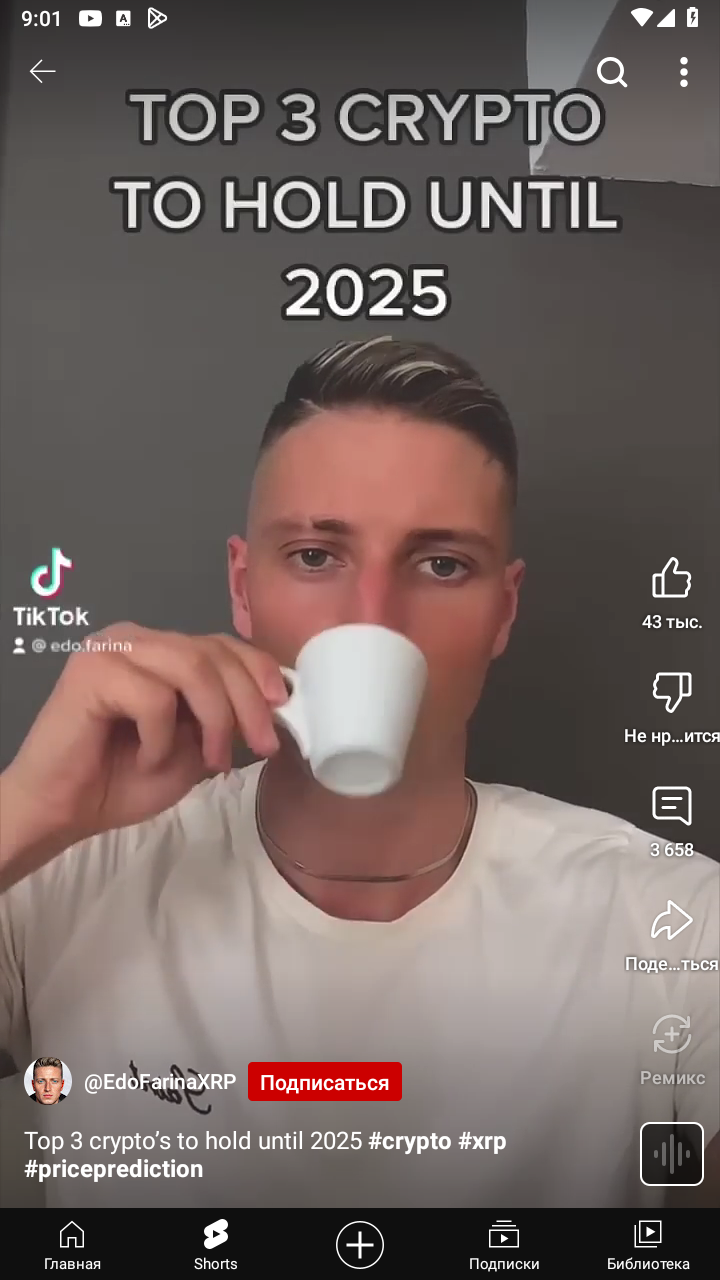 9:01
TOP 3 CRYPTO
TO HOLD UNTIL
2025
TikTok
@ edo.farina
43 тыс.
Не нр...ится
3 658
Поде...ться
Ремикс
@EdoFarinaXRP
Подписаться
Top 3 crypto’s to hold until 2025 #crypto #xrp
#priceprediction
Главная
Shorts
Подписки
Библиотека